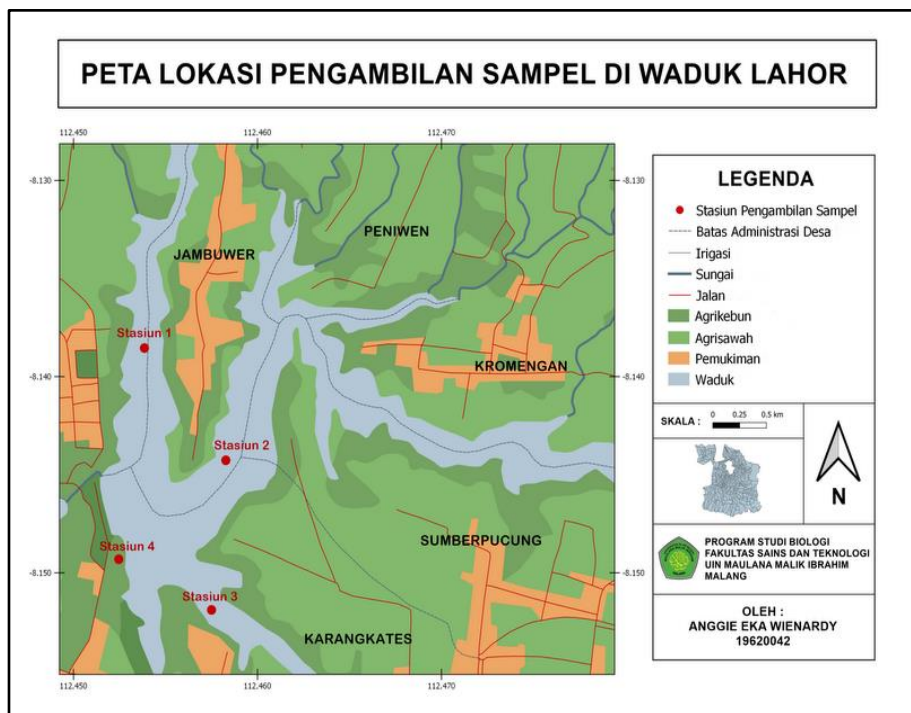 PETA LOKASI PENGAMBILAN SAMPEL DI WADUK LAHOR
112.450
112.460
112.470
-8.130
-8.130
PENIWEN
JAMBUWER
Stasiun 1
KROMENGAN
-8.140
-8.140
Stasiun 2
SUMBERPUCUNG
Stasiun 4
-8.150
-8.150
Stasiun 3
KARANGKATES
112.450
112.460
112.470
LEGENDA
Stasiun Pengambilan Sampel
Batas Administrasi Desa
Irigasi
Sungai
Jalan
Agrikebun
Agrisawah
Pemukiman
Waduk
SKALA :
0 0.25 0.5 km
N
PROGRAM STUDI BIOLOGI
FAKULTAS SAINS DAN TEKNOLOGI
UIN MAULANA MALIK IBRAHIM
MALANG
OLEH :
ANGGIE EKA WIENARDY
19620042